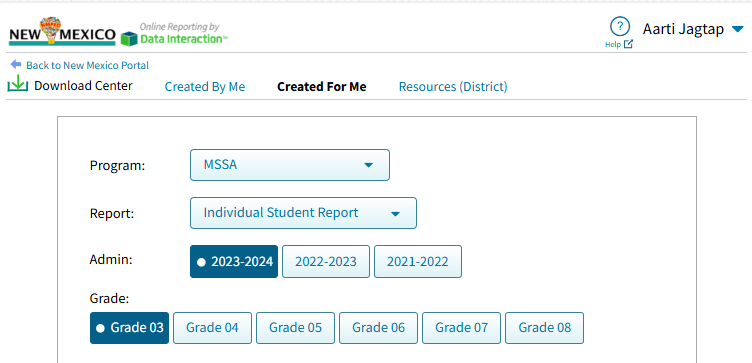 NEW MEXICO
Online Reporting by
Data Interaction™
Help
Aarti Jagtap
Back to New Mexico Portal
Download Center
Created By Me
Created For Me
Resources (District)
Program:
MSSA
Report:
Individual Student Report
Admin:
2023-2024
2022-2023
2021-2022
Grade:
Grade 03
Grade 04
Grade 05
Grade 06
Grade 07
Grade 08